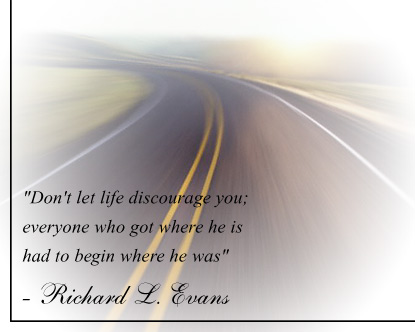 "Don't let life discourage you;
everyone who got where he is
had to begin where he was"
- Richard L. Evans